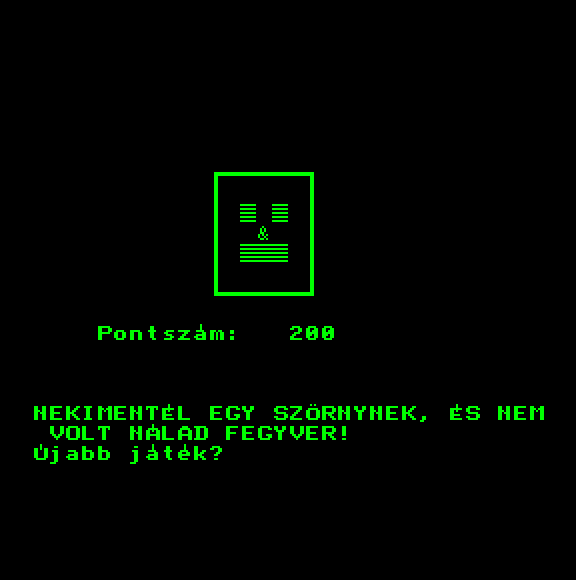 &
Pontszám: 200
NEKIMENTÉL EGY SZÖRNYNEK, ÉS NEM
VOLT NÁLAD FEGYVER!
Újabb játék?